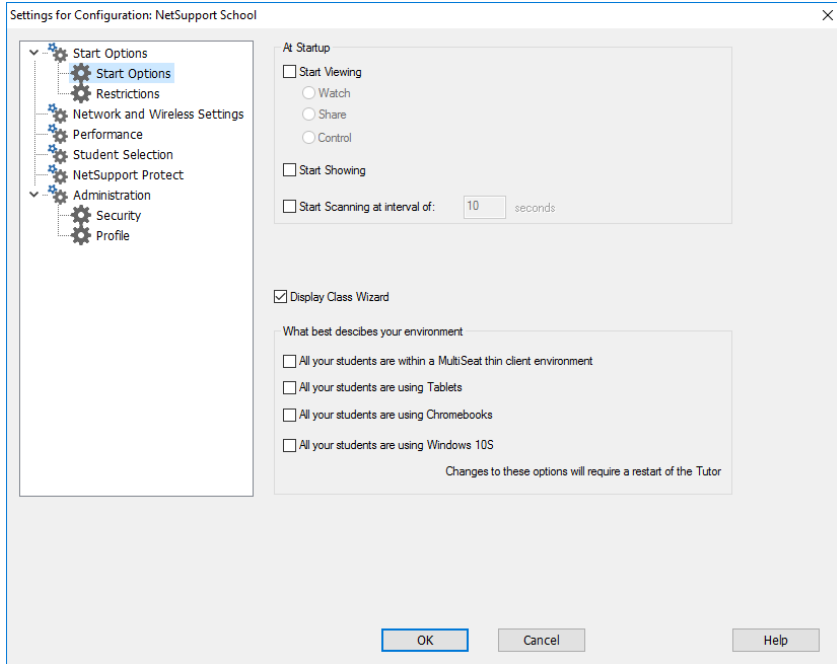 Settings for Configuration: NetSupport School
Start Options
Start Options
Restrictions
Network and Wireless Settings
Performance
Student Selection
NetSupport Protect
Administration
Security
Profile
At Startup
Start Viewing
Watch
Share
Control
Start Showing
Start Scanning at interval of: 10 seconds
Display Class Wizard
What best descibes your environment
All your students are within a MultiSeat thin client environment
All your students are using Tablets
All your students are using Chromebooks
All your students are using Windows 10S
Changes to these options will require a restart of the Tutor
OK Cancel Help